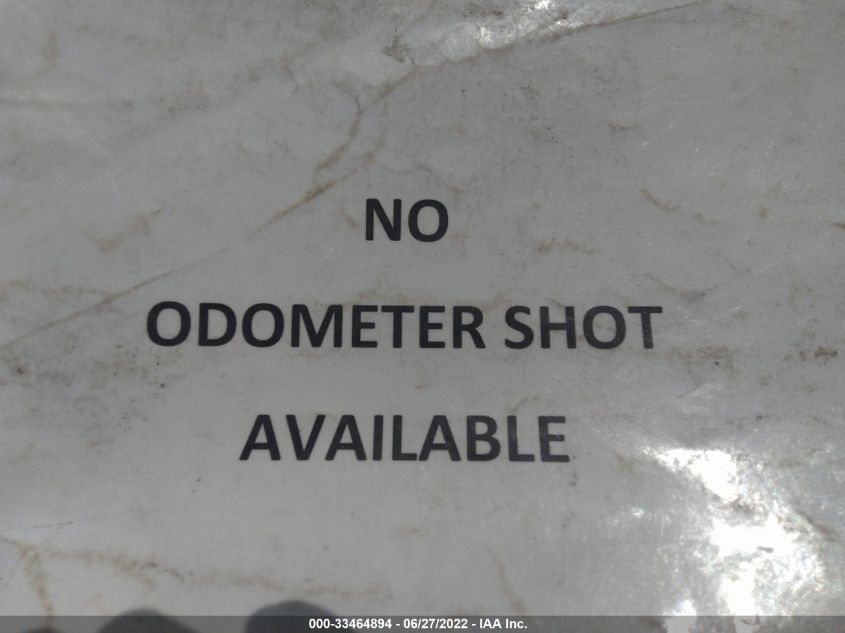 NO
ODOMETER SHOT
AVAILABLE
000-33464894 / 06/27/2022 - IAA Inc.